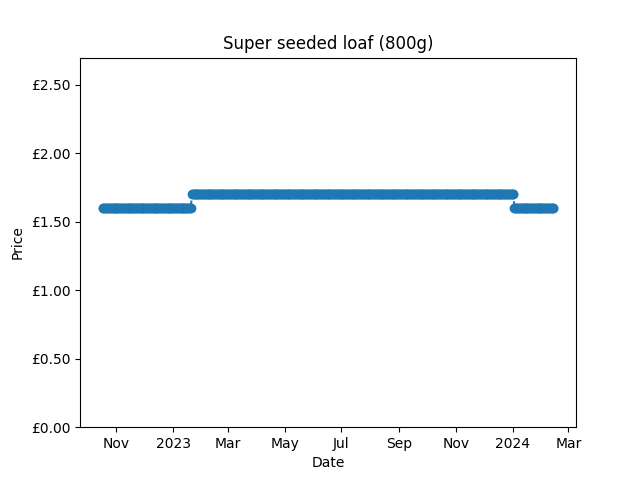 Super seeded loaf (800g)
£2.50
£2.00
£1.50
£1.00
£0.50
£0.00
Price
Nov 2023 Mar May Jul Sep Nov 2024 Mar
Date